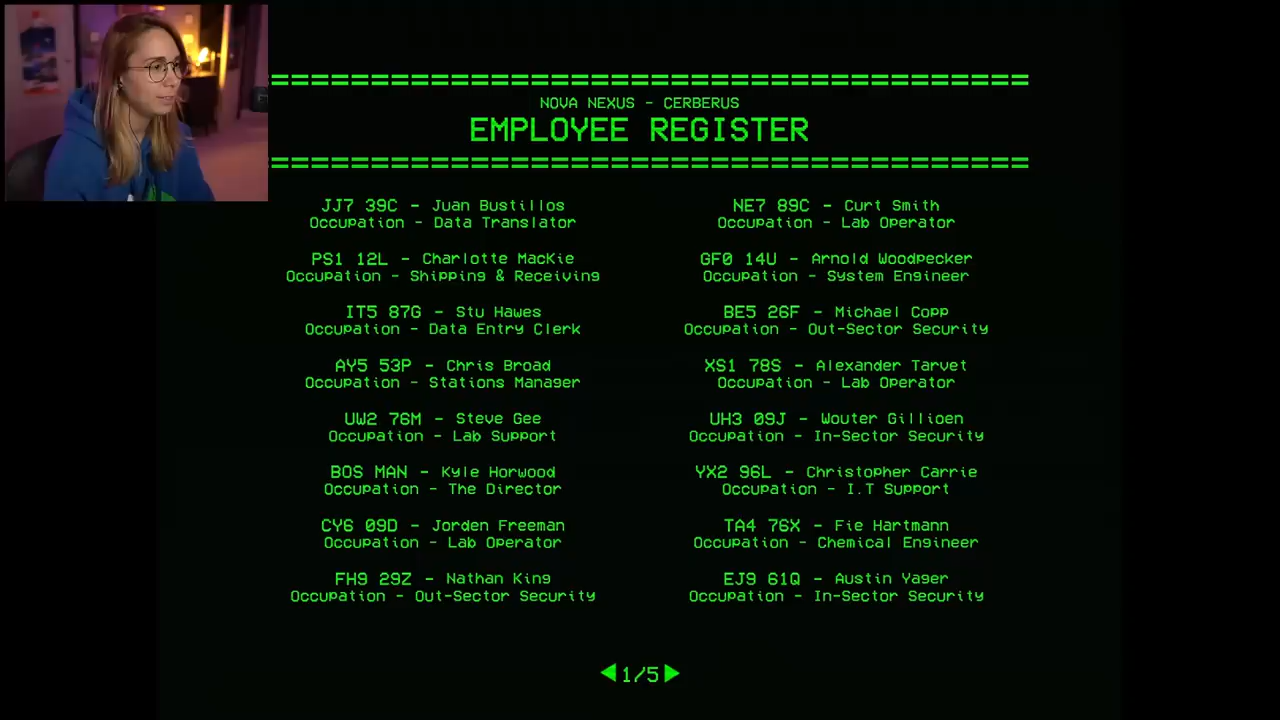 NOVA NEXUS - CERBERUS
EMPLOYEE REGISTER
JJ7 39C - Juan Bustillos
Occupation - Data Translator
PS1 12L - Charlotte MacKie
Occupation - Shipping & Receiving
IT5 87G - Stu Hawes
Occupation - Data Entry Clerk
AY5 53P - Chris Broad
Occupation - Stations Manager
UW2 76M - Steve Gee
Occupation - Lab Support
BOS MAN - Kyle Horwood
Occupation - The Director
CY6 09D - Jorden Freeman
Occupation - Lab Operator
FH9 29Z - Nathan King
Occupation - Out-Sector Security
NE7 89C - Curt Smith
Occupation - Lab Operator
GF0 14U - Arnold Woodpecker
Occupation - System Engineer
BE5 26F - Michael Copp
Occupation - Out-Sector Security
XS1 78S - Alexander Tarvet
Occupation - Lab Operator
UH3 09J - Wouter Gillioen
Occupation - In-Sector Security
YX2 96L - Christopher Carrie
Occupation - I.T Support
TA4 76X - Fie Hartmann
Occupation - Chemical Engineer
EJ9 61Q - Austin Yager
Occupation - In-Sector Security
1/5